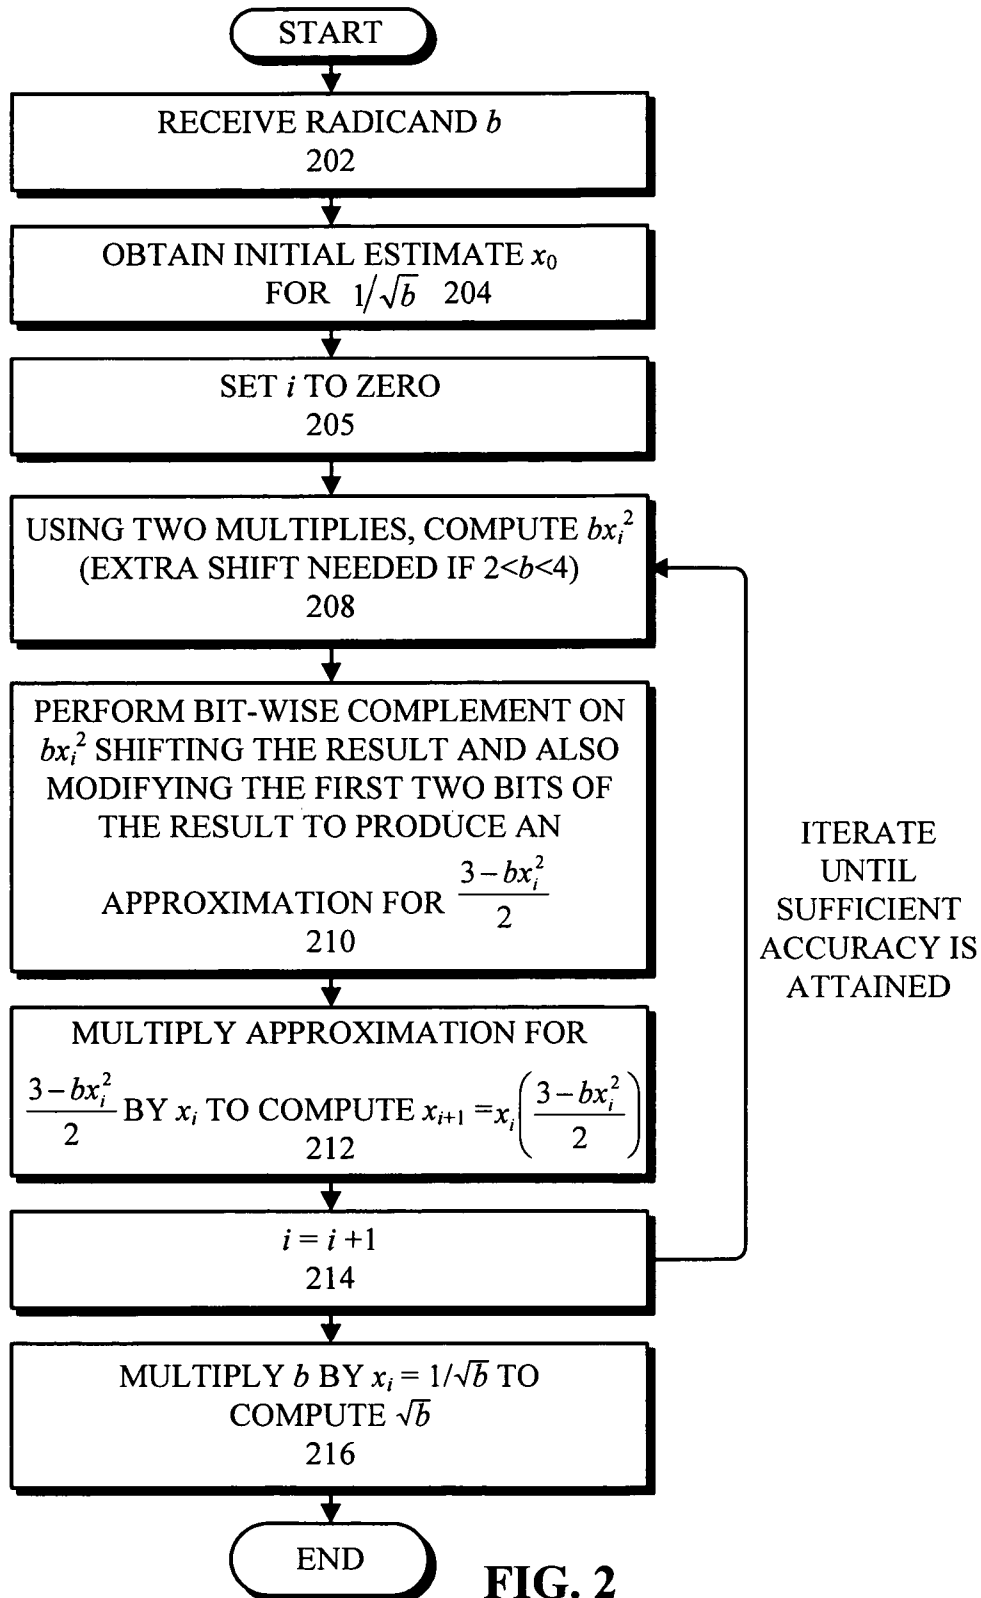 START
RECEIVE RADICAND b
202
OBTAIN INITIAL ESTIMATE x₀
FOR 1/√b 204
SET i TO ZERO
205
USING TWO MULTIPLIES, COMPUTE bxᵢ²
(EXTRA SHIFT NEEDED IF 2<b<4)
208
PERFORM BIT-WISE COMPLEMENT ON
bxᵢ² SHIFTING THE RESULT AND ALSO
MODIFYING THE FIRST TWO BITS OF
THE RESULT TO PRODUCE AN
APPROXIMATION FOR (3 − bxᵢ²)/2
210
MULTIPLY APPROXIMATION FOR
(3 − bxᵢ²)/2 BY xᵢ TO COMPUTE xᵢ₊₁ = xᵢ((3 − bxᵢ²)/2)
212
i = i +1
214
MULTIPLY b BY xᵢ = 1/√b TO
COMPUTE √b
216
END
ITERATE
UNTIL
SUFFICIENT
ACCURACY IS
ATTAINED
FIG. 2